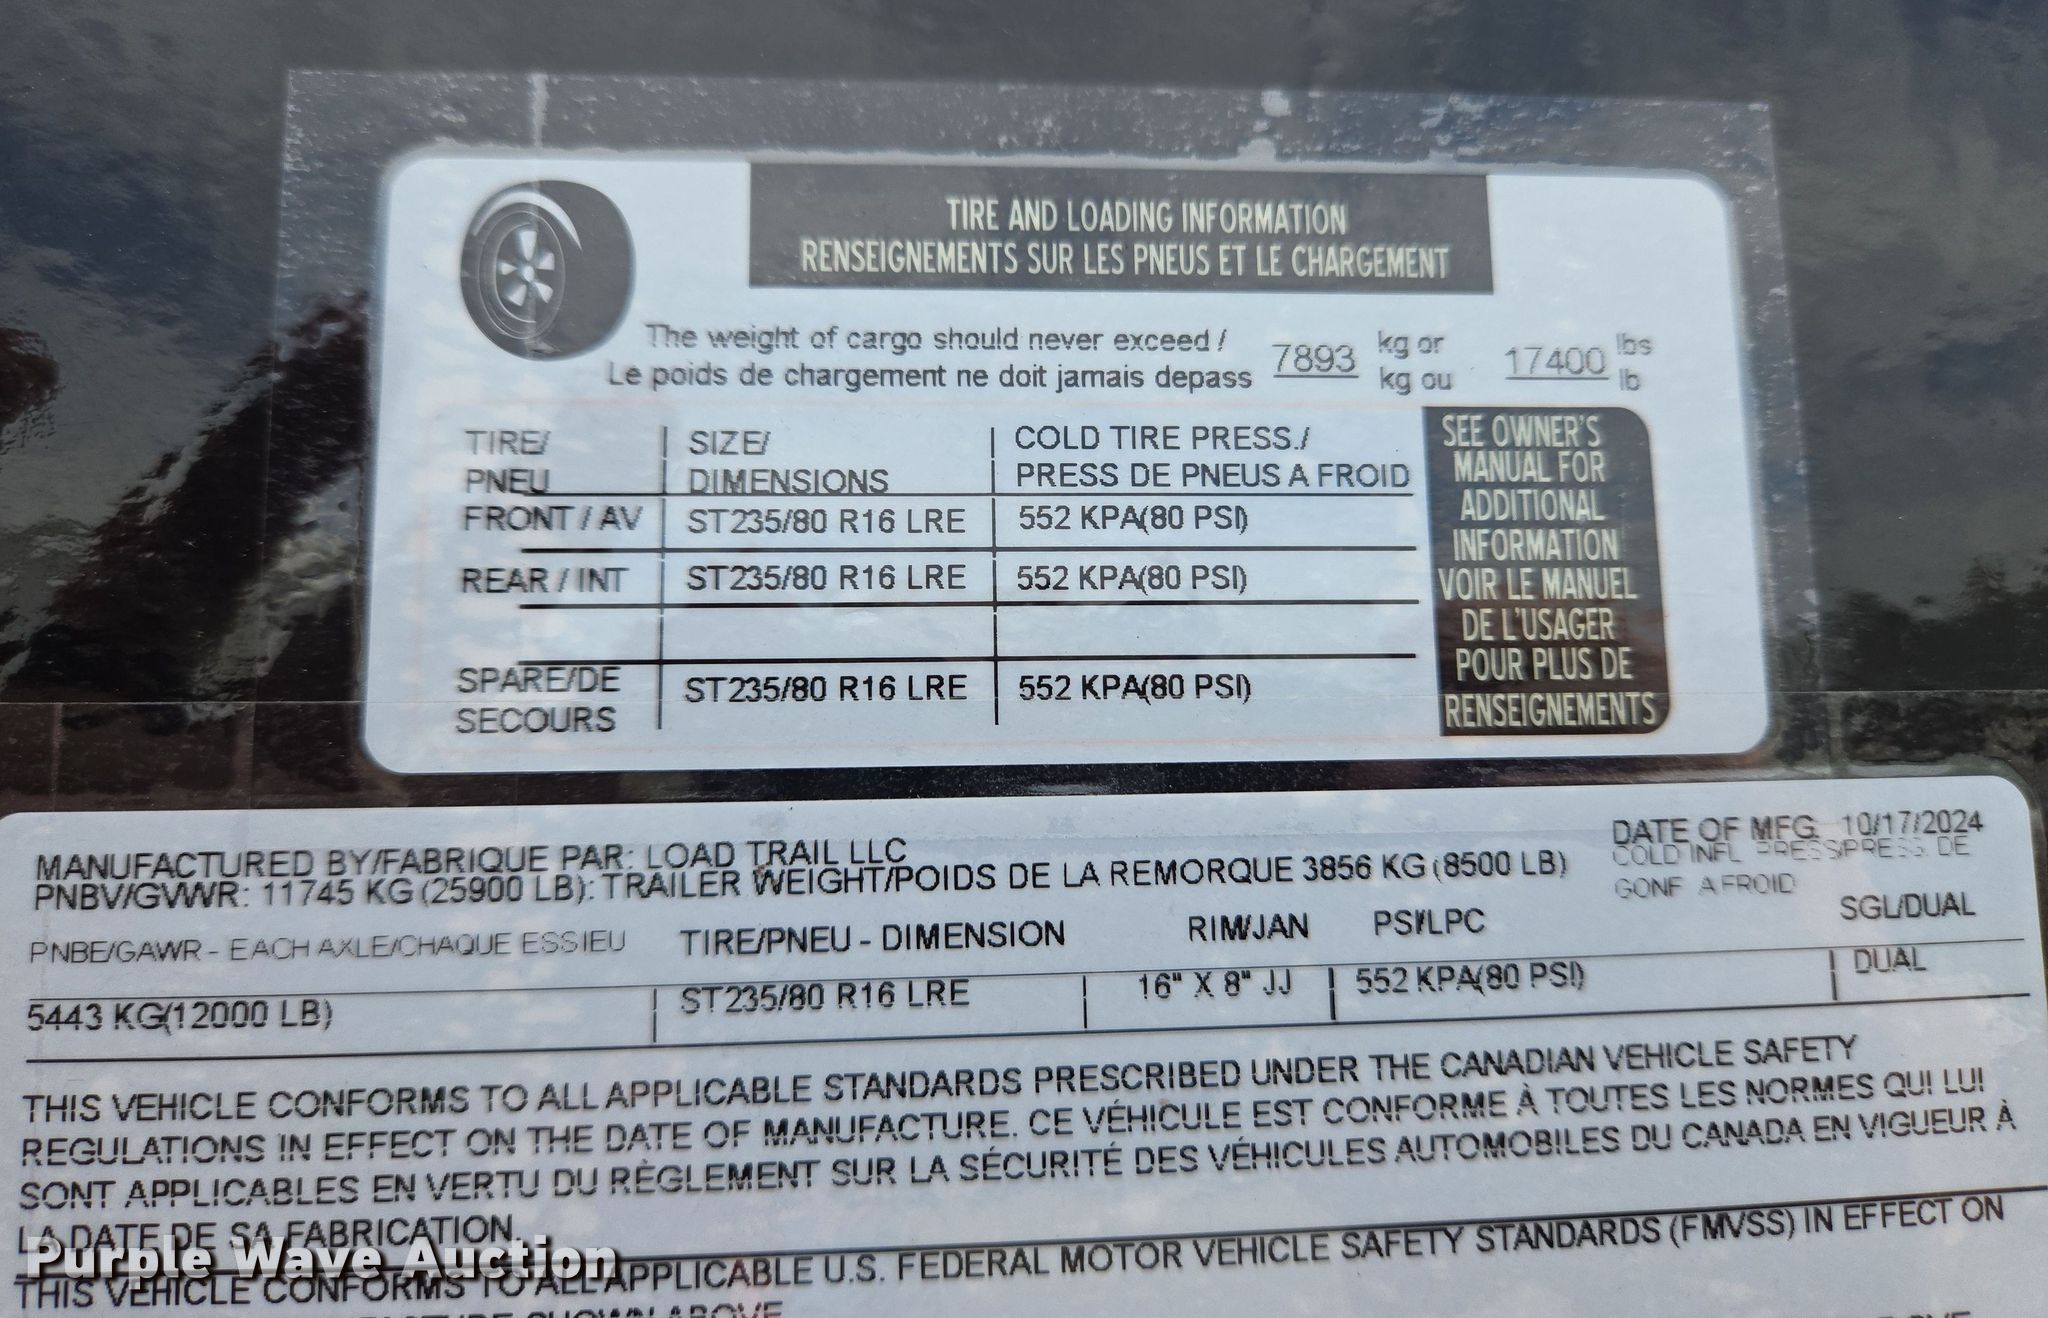 TIRE AND LOADING INFORMATION
RENSEIGNEMENTS SUR LES PNEUS ET LE CHARGEMENT
The weight of cargo should never exceed / 7893 kg or 17400 lbs
Le poids de chargement ne doit jamais depass kg ou lb
TIRE/ SIZE/ COLD TIRE PRESS./
PNEU DIMENSIONS PRESS DE PNEUS A FROID
FRONT / AV ST235/80 R16 LRE 552 KPA(80 PSI)
REAR / INT ST235/80 R16 LRE 552 KPA(80 PSI)
SPARE/DE ST235/80 R16 LRE 552 KPA(80 PSI)
SECOURS
SEE OWNER'S
MANUAL FOR
ADDITIONAL
INFORMATION
VOIR LE MANUEL
DE L'USAGER
POUR PLUS DE
RENSEIGNEMENTS
MANUFACTURED BY/FABRIQUE PAR: LOAD TRAIL LLC DATE OF MFG. 10/17/2024
PNBV/GVWR: 11745 KG (25900 LB): TRAILER WEIGHT/POIDS DE LA REMORQUE 3856 KG (8500 LB) COLD INFL PRESS/PRESS. DE
GONF A FROID
PNBE/GAWR - EACH AXLE/CHAQUE ESSIEU TIRE/PNEU - DIMENSION RIM/JAN PSI/LPC SGL/DUAL
5443 KG(12000 LB) ST235/80 R16 LRE 16" X 8" JJ 552 KPA(80 PSI) DUAL
THIS VEHICLE CONFORMS TO ALL APPLICABLE STANDARDS PRESCRIBED UNDER THE CANADIAN VEHICLE SAFETY
REGULATIONS IN EFFECT ON THE DATE OF MANUFACTURE. CE VÉHICULE EST CONFORME À TOUTES LES NORMES QUI LUI
SONT APPLICABLES EN VERTU DU RÈGLEMENT SUR LA SÉCURITÉ DES VÉHICULES AUTOMOBILES DU CANADA EN VIGUEUR À
LA DATE DE SA FABRICATION.
THIS VEHICLE CONFORMS TO ALL APPLICABLE U.S. FEDERAL MOTOR VEHICLE SAFETY STANDARDS (FMVSS) IN EFFECT ON
Purple Wave Auction